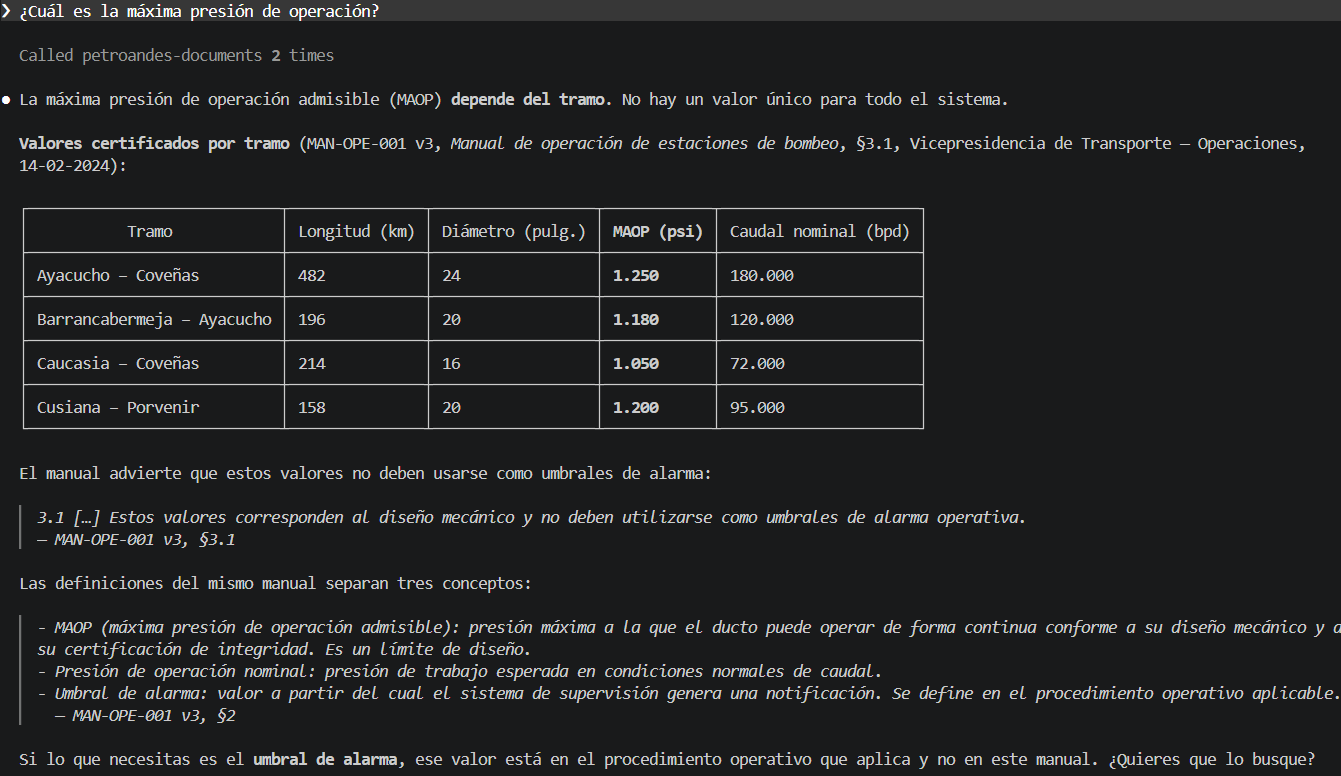 ❯ ¿Cuál es la máxima presión de operación?
Called petroandes-documents 2 times
● La máxima presión de operación admisible (MAOP) depende del tramo. No hay un valor único para todo el sistema.
Valores certificados por tramo (MAN-OPE-001 v3, Manual de operación de estaciones de bombeo, §3.1, Vicepresidencia de Transporte — Operaciones,
14-02-2024):
Tramo Longitud (km) Diámetro (pulg.) MAOP (psi) Caudal nominal (bpd)
Ayacucho – Coveñas 482 24 1.250 180.000
Barrancabermeja – Ayacucho 196 20 1.180 120.000
Caucasia – Coveñas 214 16 1.050 72.000
Cusiana – Porvenir 158 20 1.200 95.000
El manual advierte que estos valores no deben usarse como umbrales de alarma:
3.1 […] Estos valores corresponden al diseño mecánico y no deben utilizarse como umbrales de alarma operativa.
— MAN-OPE-001 v3, §3.1
Las definiciones del mismo manual separan tres conceptos:
- MAOP (máxima presión de operación admisible): presión máxima a la que el ducto puede operar de forma continua conforme a su diseño mecánico y a
su certificación de integridad. Es un límite de diseño.
- Presión de operación nominal: presión de trabajo esperada en condiciones normales de caudal.
- Umbral de alarma: valor a partir del cual el sistema de supervisión genera una notificación. Se define en el procedimiento operativo aplicable.
— MAN-OPE-001 v3, §2
Si lo que necesitas es el umbral de alarma, ese valor está en el procedimiento operativo que aplica y no en este manual. ¿Quieres que lo busque?